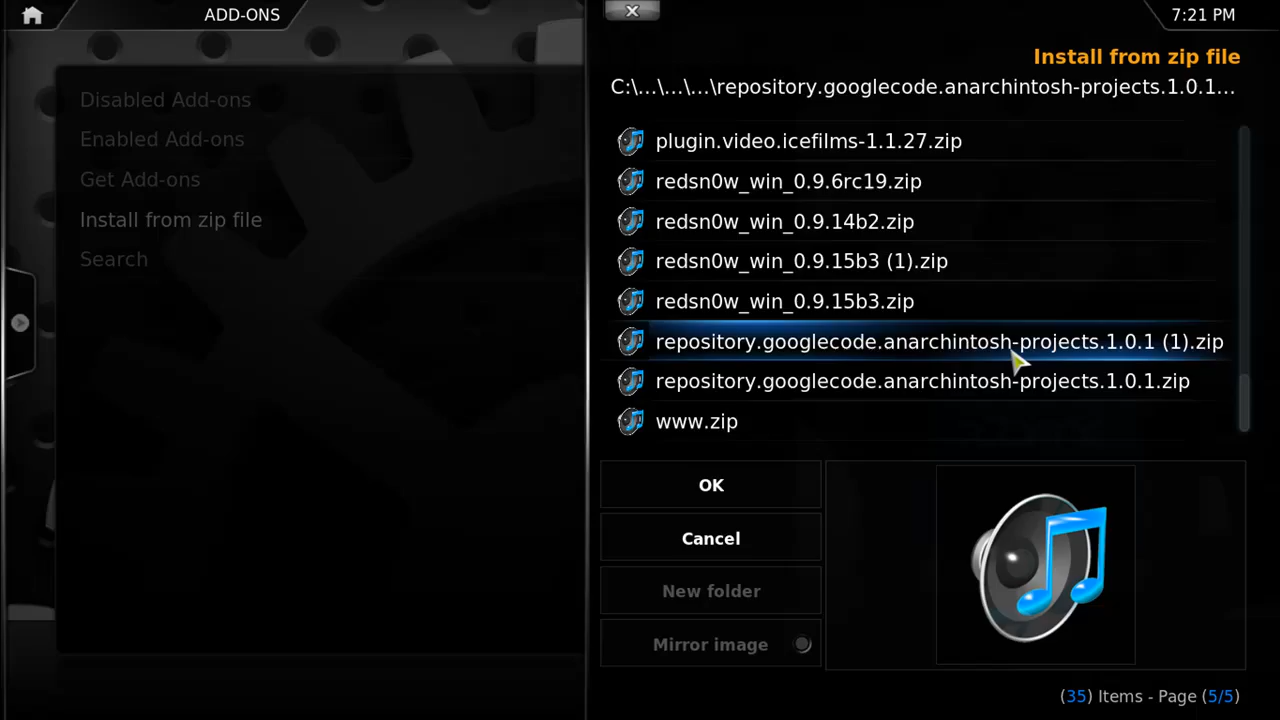 ADD-ONS
7:21 PM
Install from zip file
C:\...\...\...\repository.googlecode.anarchintosh-projects.1.0.1...
Disabled Add-ons
Enabled Add-ons
Get Add-ons
Install from zip file
Search
plugin.video.icefilms-1.1.27.zip
redsn0w_win_0.9.6rc19.zip
redsn0w_win_0.9.14b2.zip
redsn0w_win_0.9.15b3 (1).zip
redsn0w_win_0.9.15b3.zip
repository.googlecode.anarchintosh-projects.1.0.1 (1).zip
repository.googlecode.anarchintosh-projects.1.0.1.zip
www.zip
OK
Cancel
New folder
Mirror image
(35) Items - Page (5/5)